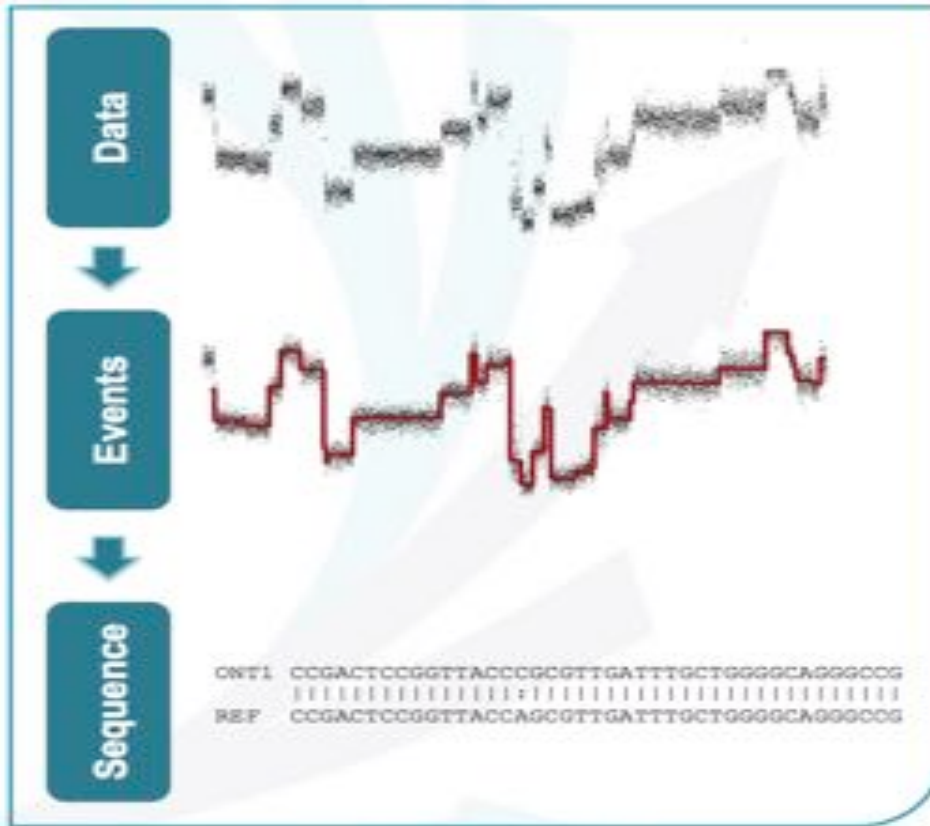 Data
Events
Sequence
ONT1 CCGACTCCGGTTACCCGCGTTGATTTGCTGGGGCAGGGCCG
|||||||||||||||:|||||||||||||||||||||||||
REF CCGACTCCGGTTACCAGCGTTGATTTGCTGGGGCAGGGCCG